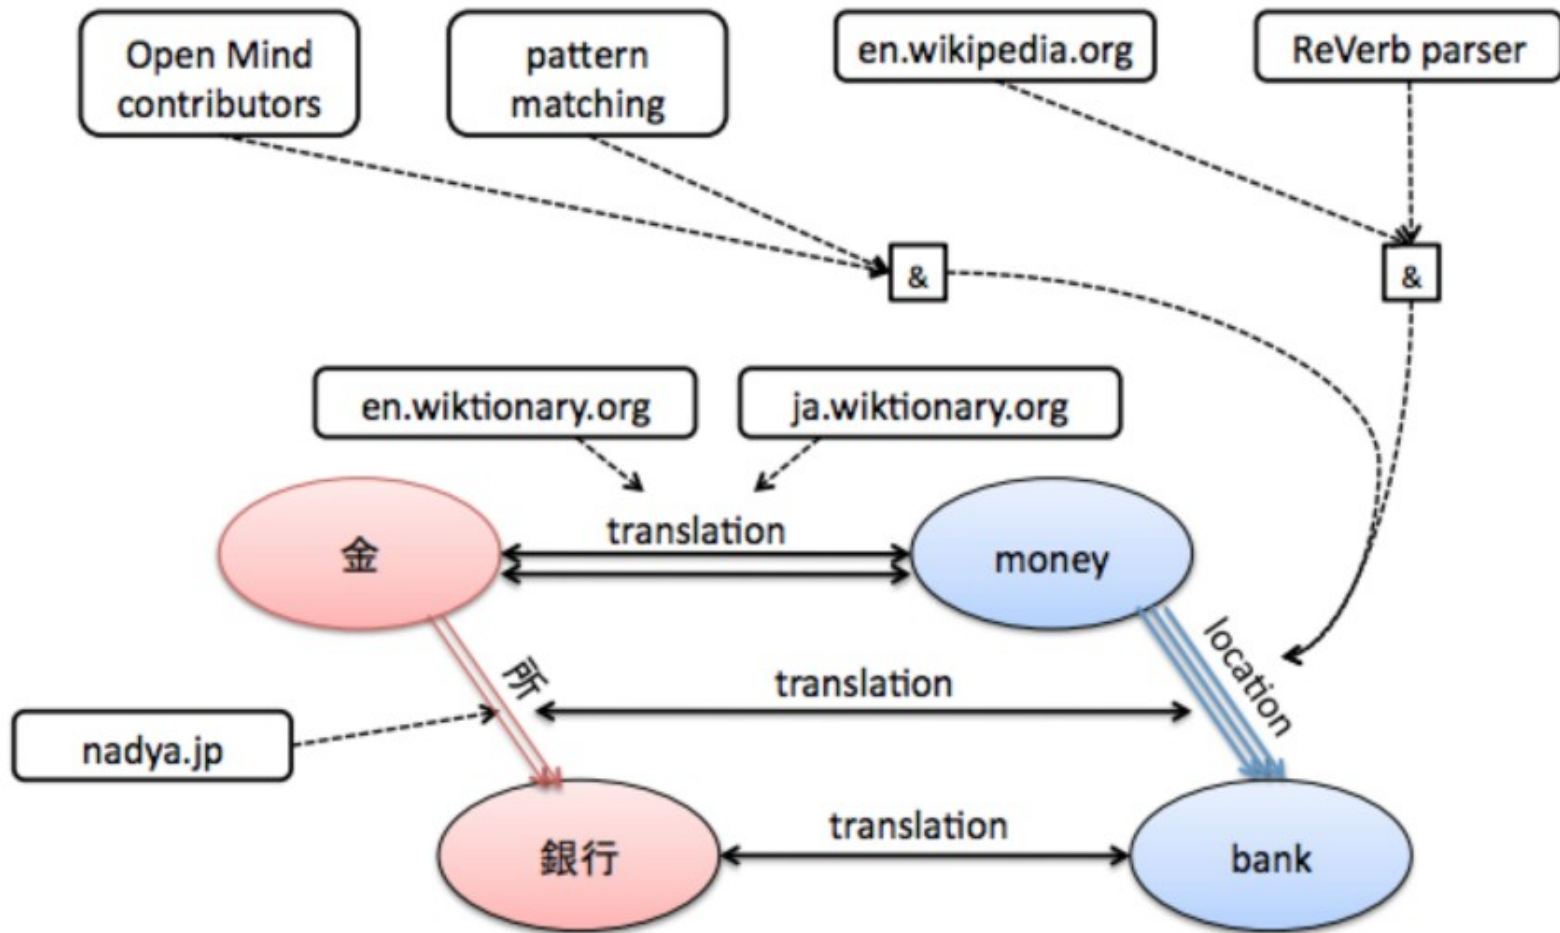 Open Mind
contributors
pattern
matching
en.wikipedia.org
ReVerb parser
&
&
en.wiktionary.org
ja.wiktionary.org
金
translation
money
所
translation
location
nadya.jp
銀行
translation
bank